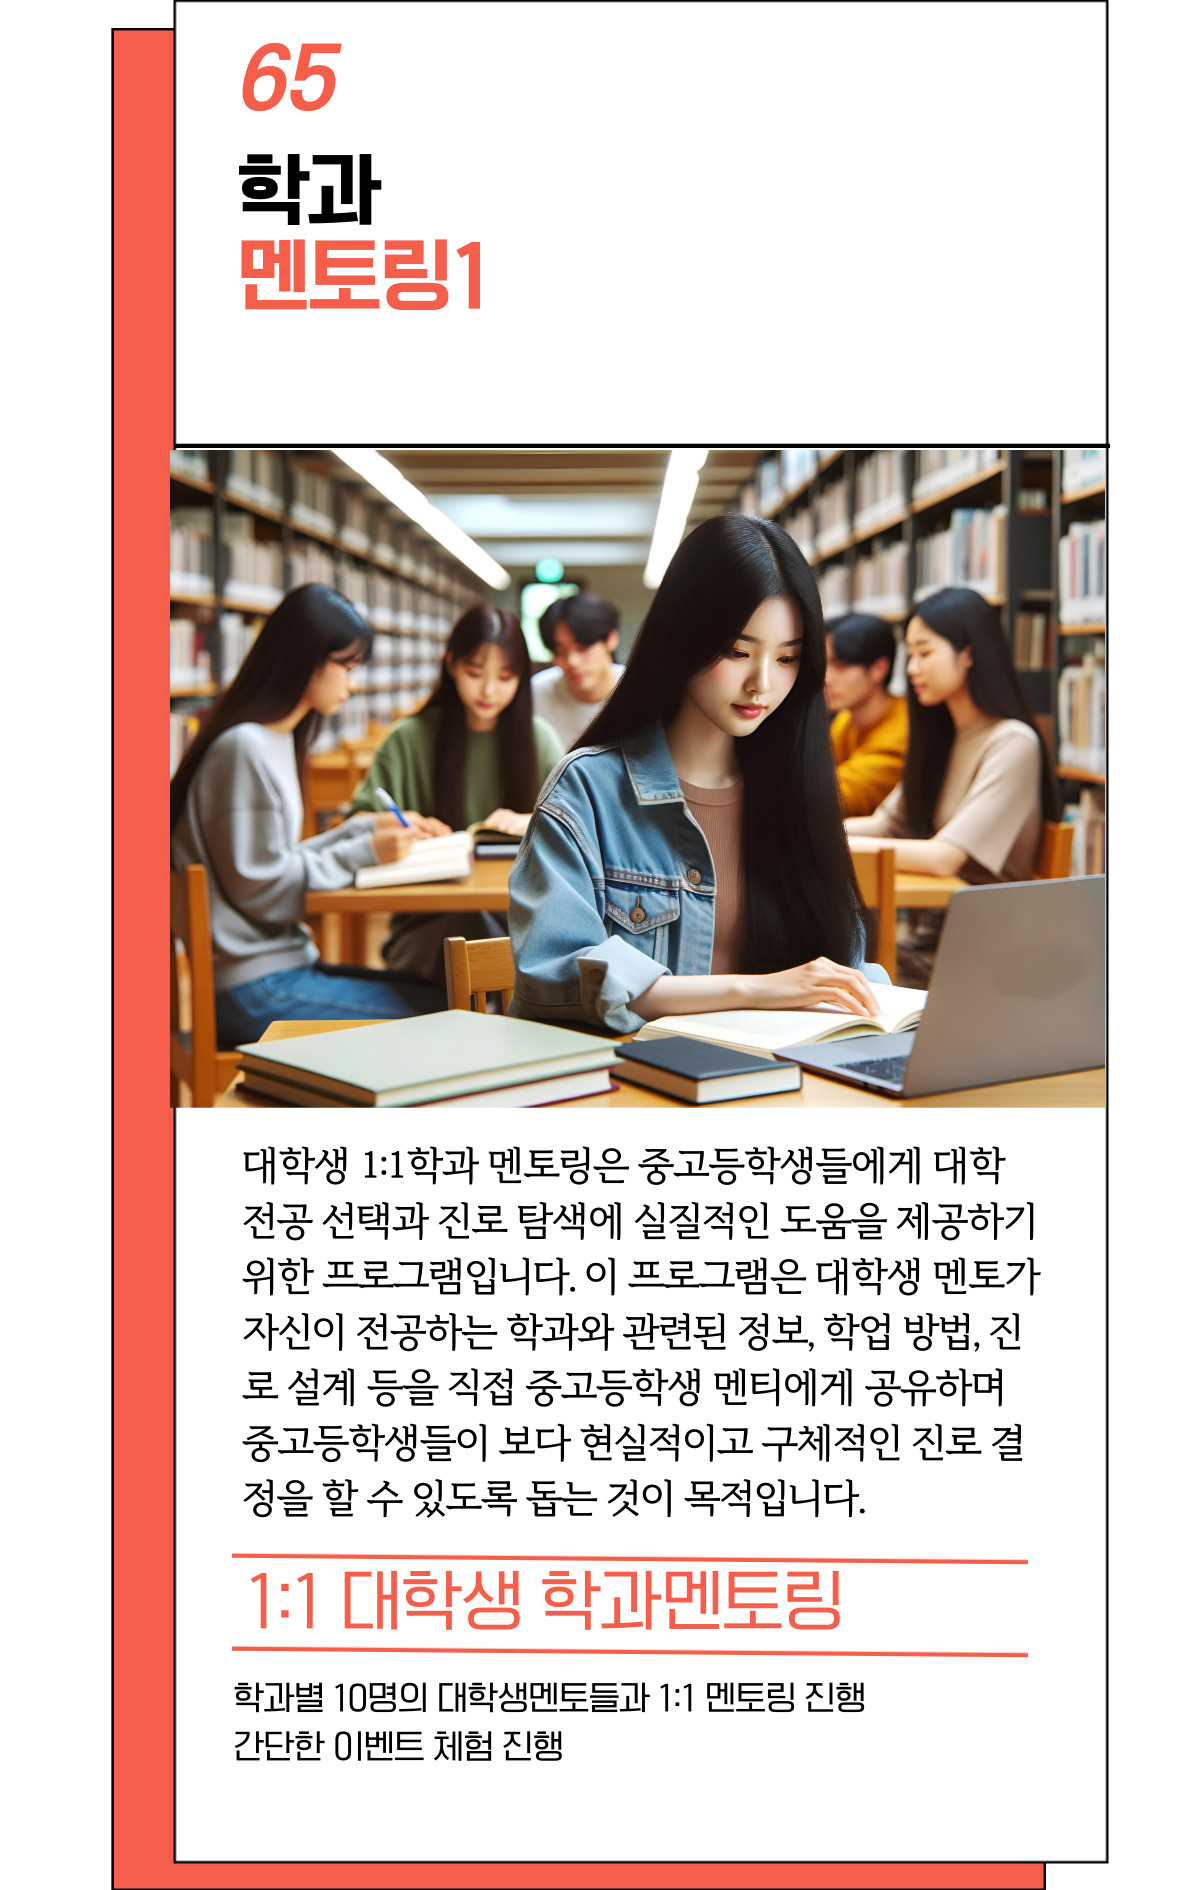 65
학과
멘토링1
대학생 1:1학과 멘토링은 중고등학생들에게 대학
전공 선택과 진로 탐색에 실질적인 도움을 제공하기
위한 프로그램입니다. 이 프로그램은 대학생 멘토가
자신이 전공하는 학과와 관련된 정보, 학업 방법, 진
로 설계 등을 직접 중고등학생 멘티에게 공유하며
중고등학생들이 보다 현실적이고 구체적인 진로 결
정을 할 수 있도록 돕는 것이 목적입니다.
1:1 대학생 학과멘토링
학과별 10명의 대학생멘토들과 1:1 멘토링 진행
간단한 이벤트 체험 진행